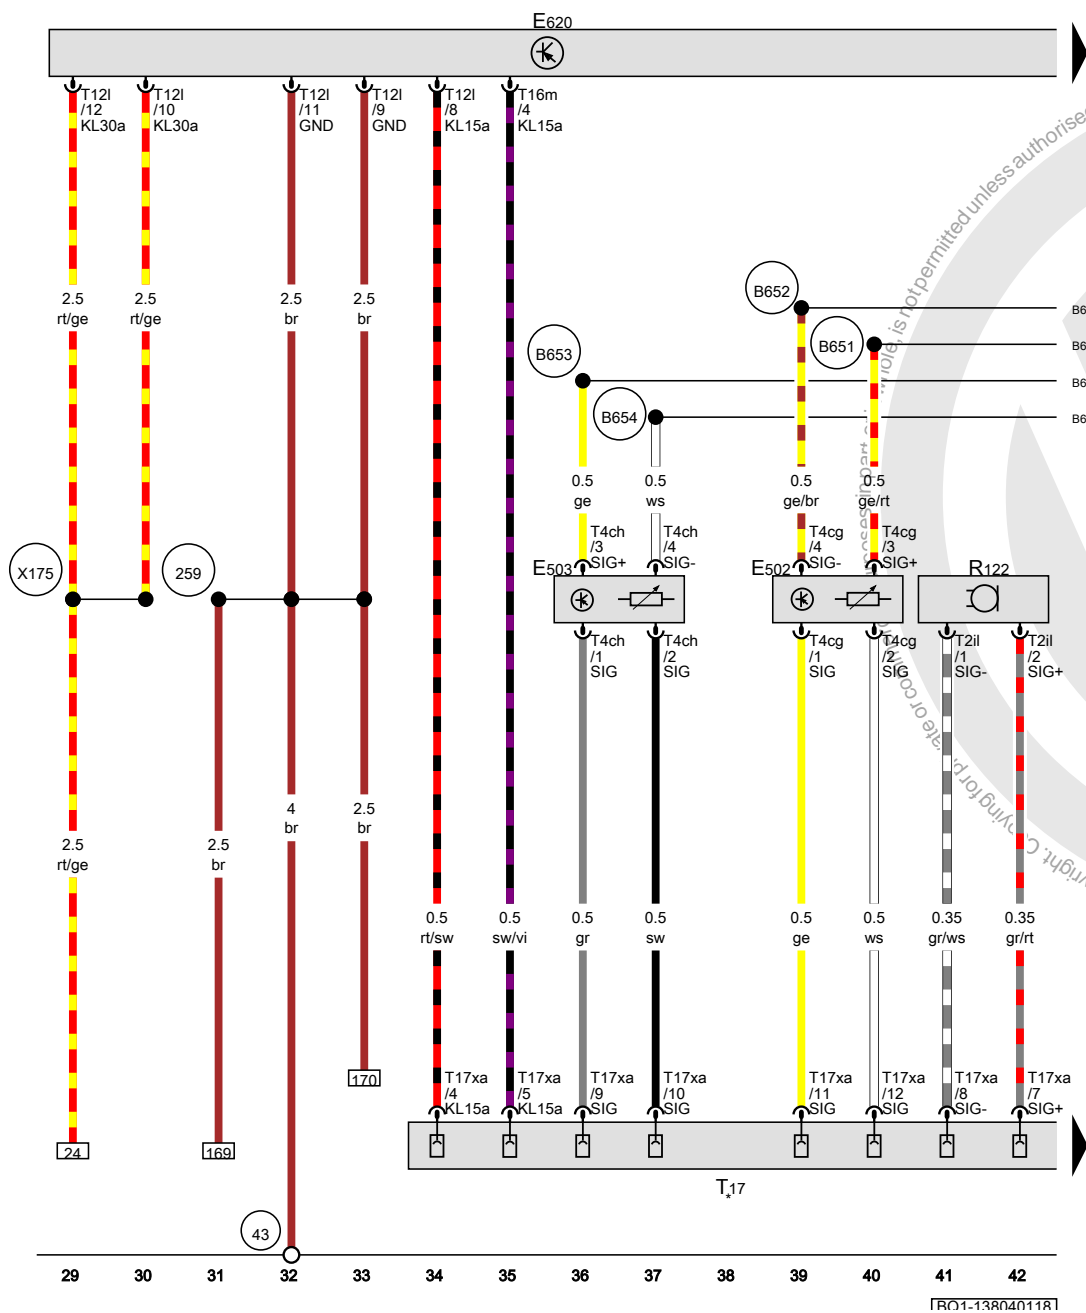 E620
T12l /12 KL30a
T12l /10 KL30a
T12l /11 GND
T12l /9 GND
T12l /8 KL15a
T16m /4 KL15a
2.5 rt/ge
2.5 rt/ge
2.5 br
2.5 br
B652
B651
B653
B654
0.5 ge
0.5 ws
0.5 ge/br
0.5 ge/rt
T4ch /3 SIG+
T4ch /4 SIG-
T4cg /4 SIG-
T4cg /3 SIG+
X175
259
E503
E502
R122
T4ch /1 SIG
T4ch /2 SIG
T4cg /1 SIG
T4cg /2 SIG
T2il /1 SIG-
T2il /2 SIG+
2.5 rt/ge
2.5 br
4 br
2.5 br
0.5 rt/sw
0.5 sw/vi
0.5 gr
0.5 sw
0.5 ge
0.5 ws
0.35 gr/ws
0.35 gr/rt
T17xa /4 KL15a
T17xa /5 KL15a
T17xa /9 SIG
T17xa /10 SIG
T17xa /11 SIG
T17xa /12 SIG
T17xa /8 SIG-
T17xa /7 SIG+
24
169
170
T*17
43
29 30 31 32 33 34 35 36 37 38 39 40 41 42
BO1-138040118
whole, is not permitted unless authorised